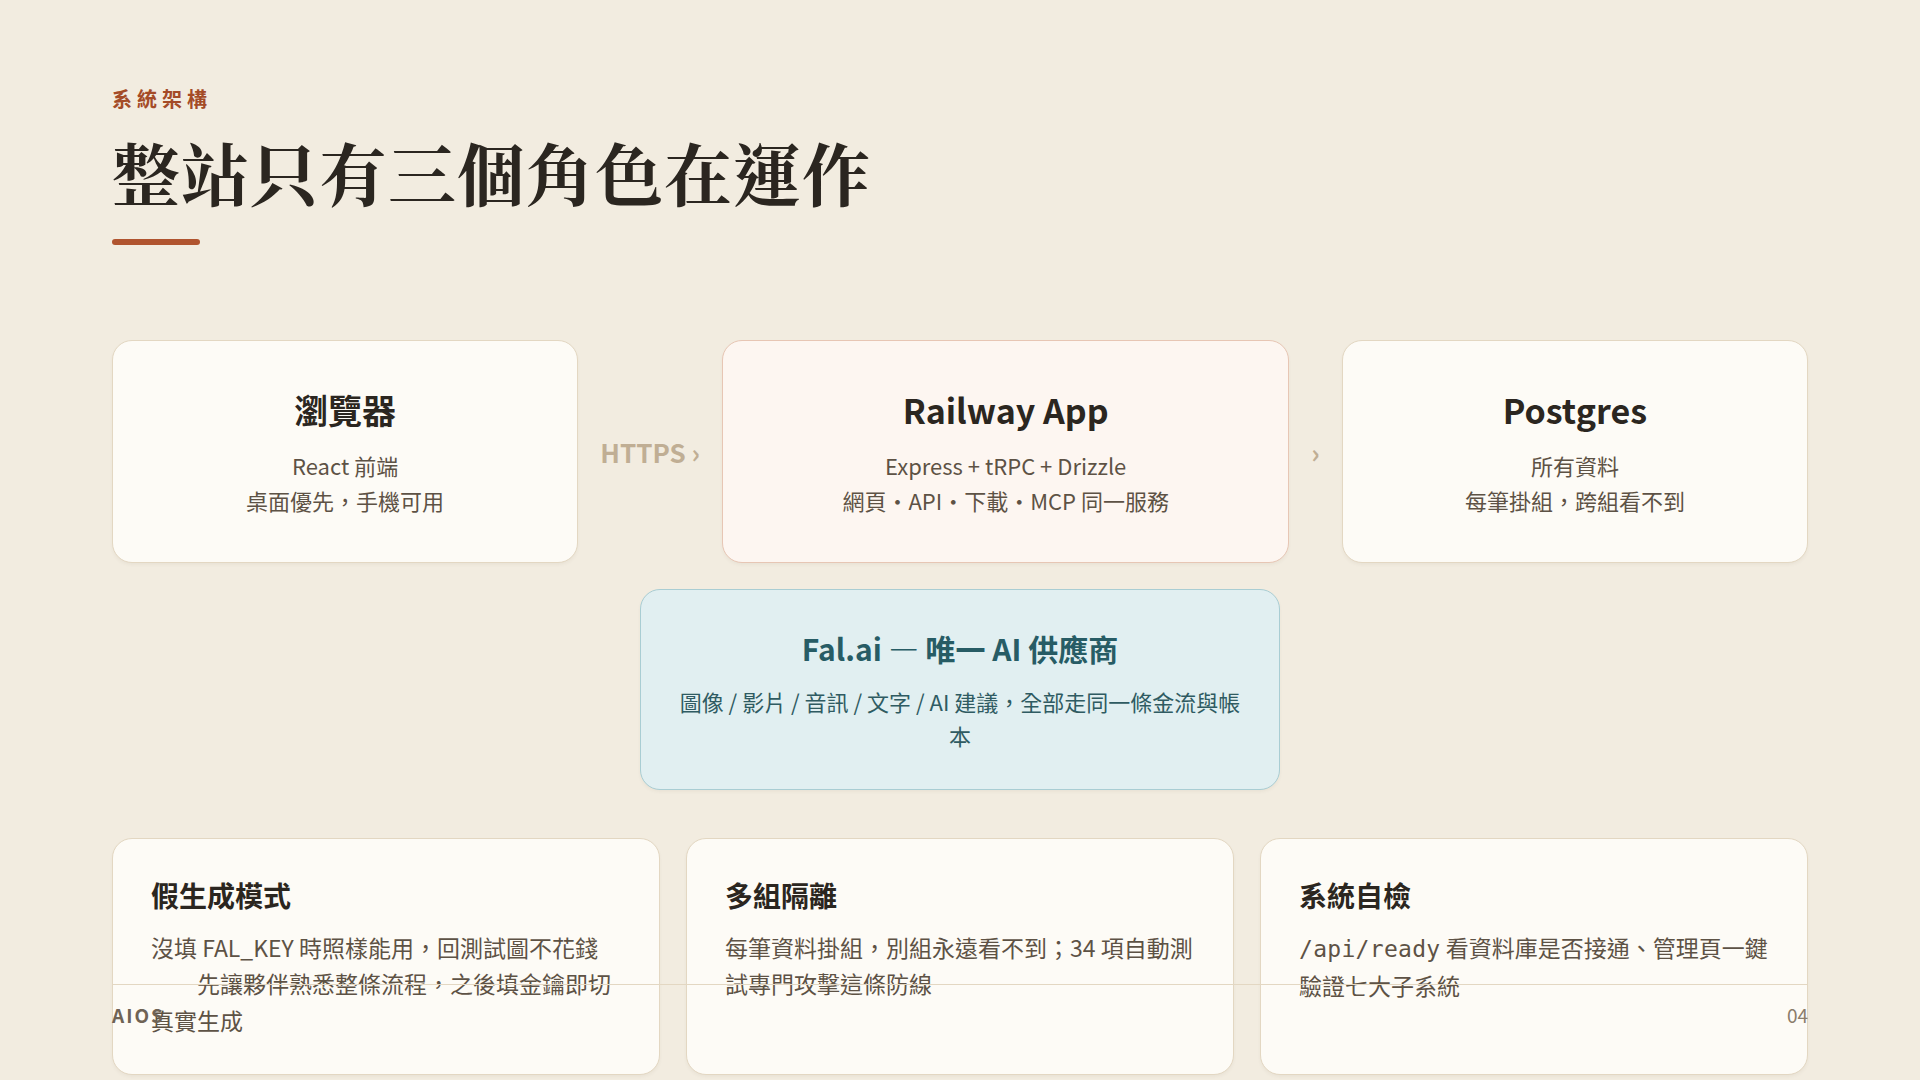 系統架構
整站只有三個角色在運作
瀏覽器
React 前端
桌面優先，手機可用
HTTPS ›
Railway App
Express + tRPC + Drizzle
網頁・API・下載・MCP 同一服務
›
Postgres
所有資料
每筆掛組，跨組看不到
Fal.ai — 唯一 AI 供應商
圖像 / 影片 / 音訊 / 文字 / AI 建議，全部走同一條金流與帳
本
假生成模式
沒填 FAL_KEY 時照樣能用，回測試圖不花錢
先讓夥伴熟悉整條流程，之後填金鑰即切
真實生成
多組隔離
每筆資料掛組，別組永遠看不到；34 項自動測
試專門攻擊這條防線
系統自檢
/api/ready 看資料庫是否接通、管理頁一鍵
驗證七大子系統
AIOS
04